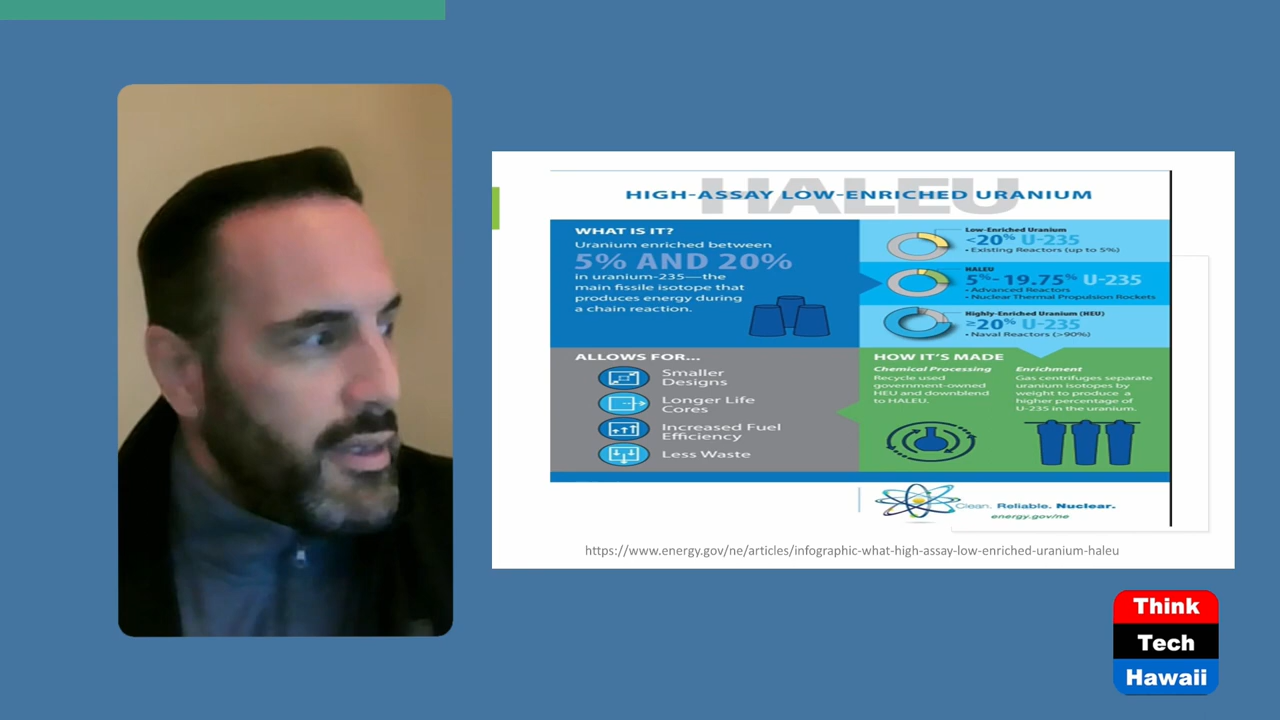 HALEU
HIGH-ASSAY LOW-ENRICHED URANIUM
WHAT IS IT?
Uranium enriched between
5% AND 20%
in uranium-235—the
main fissile isotope that
produces energy during
a chain reaction.
Low-Enriched Uranium
<20% U-235
• Existing Reactors (up to 5%)
HALEU
5%- 19.75% U-235
• Advanced Reactors
• Nuclear Thermal Propulsion Rockets
Highly-Enriched Uranium (HEU)
≥20% U-235
• Naval Reactors (>90%)
ALLOWS FOR...
Smaller
Designs
Longer Life
Cores
Increased Fuel
Efficiency
Less Waste
HOW IT'S MADE
Chemical Processing
Recycle used
government-owned
HEU and downblend
to HALEU.
Enrichment
Gas centrifuges separate
uranium isotopes by
weight to produce a
higher percentage of
U-235 in the uranium.
Clean. Reliable. Nuclear.
energy.gov/ne
https://www.energy.gov/ne/articles/infographic-what-high-assay-low-enriched-uranium-haleu
Think
Tech
Hawaii